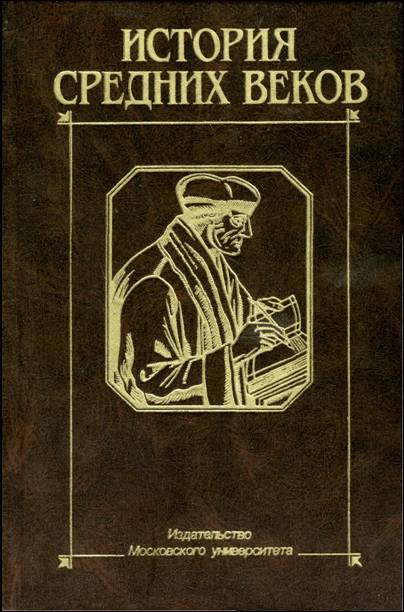 ИСТОРИЯ
СРЕДНИХ ВЕКОВ
Издательство
Московского университета